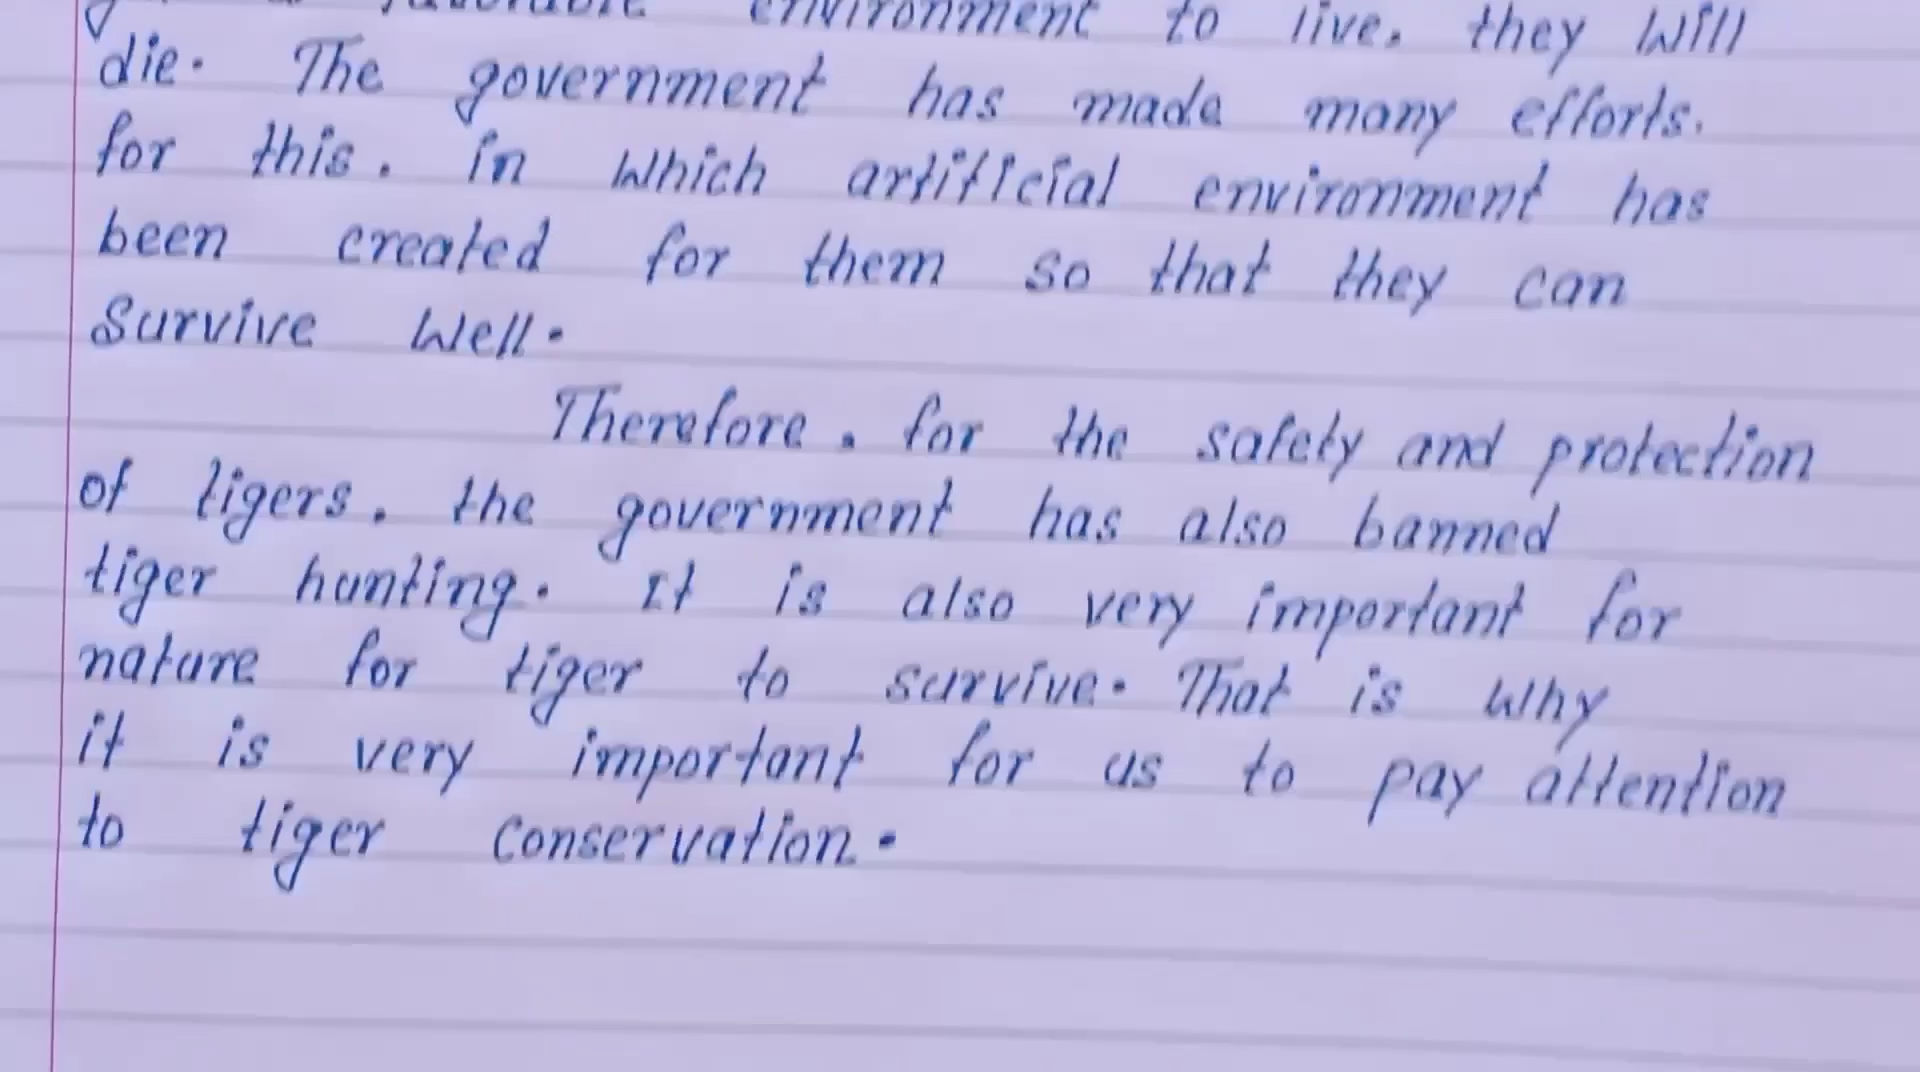 favorable environment to live, they will
die. The government has made many efforts.
for this, in which artificial environment has
been created for them so that they can
Survive well.
Therefore, for the safety and protection
of tigers, the government has also banned
tiger hunting. It is also very important for
nature for tiger to survive. That is why
it is very important for us to pay attention
to tiger conservation.